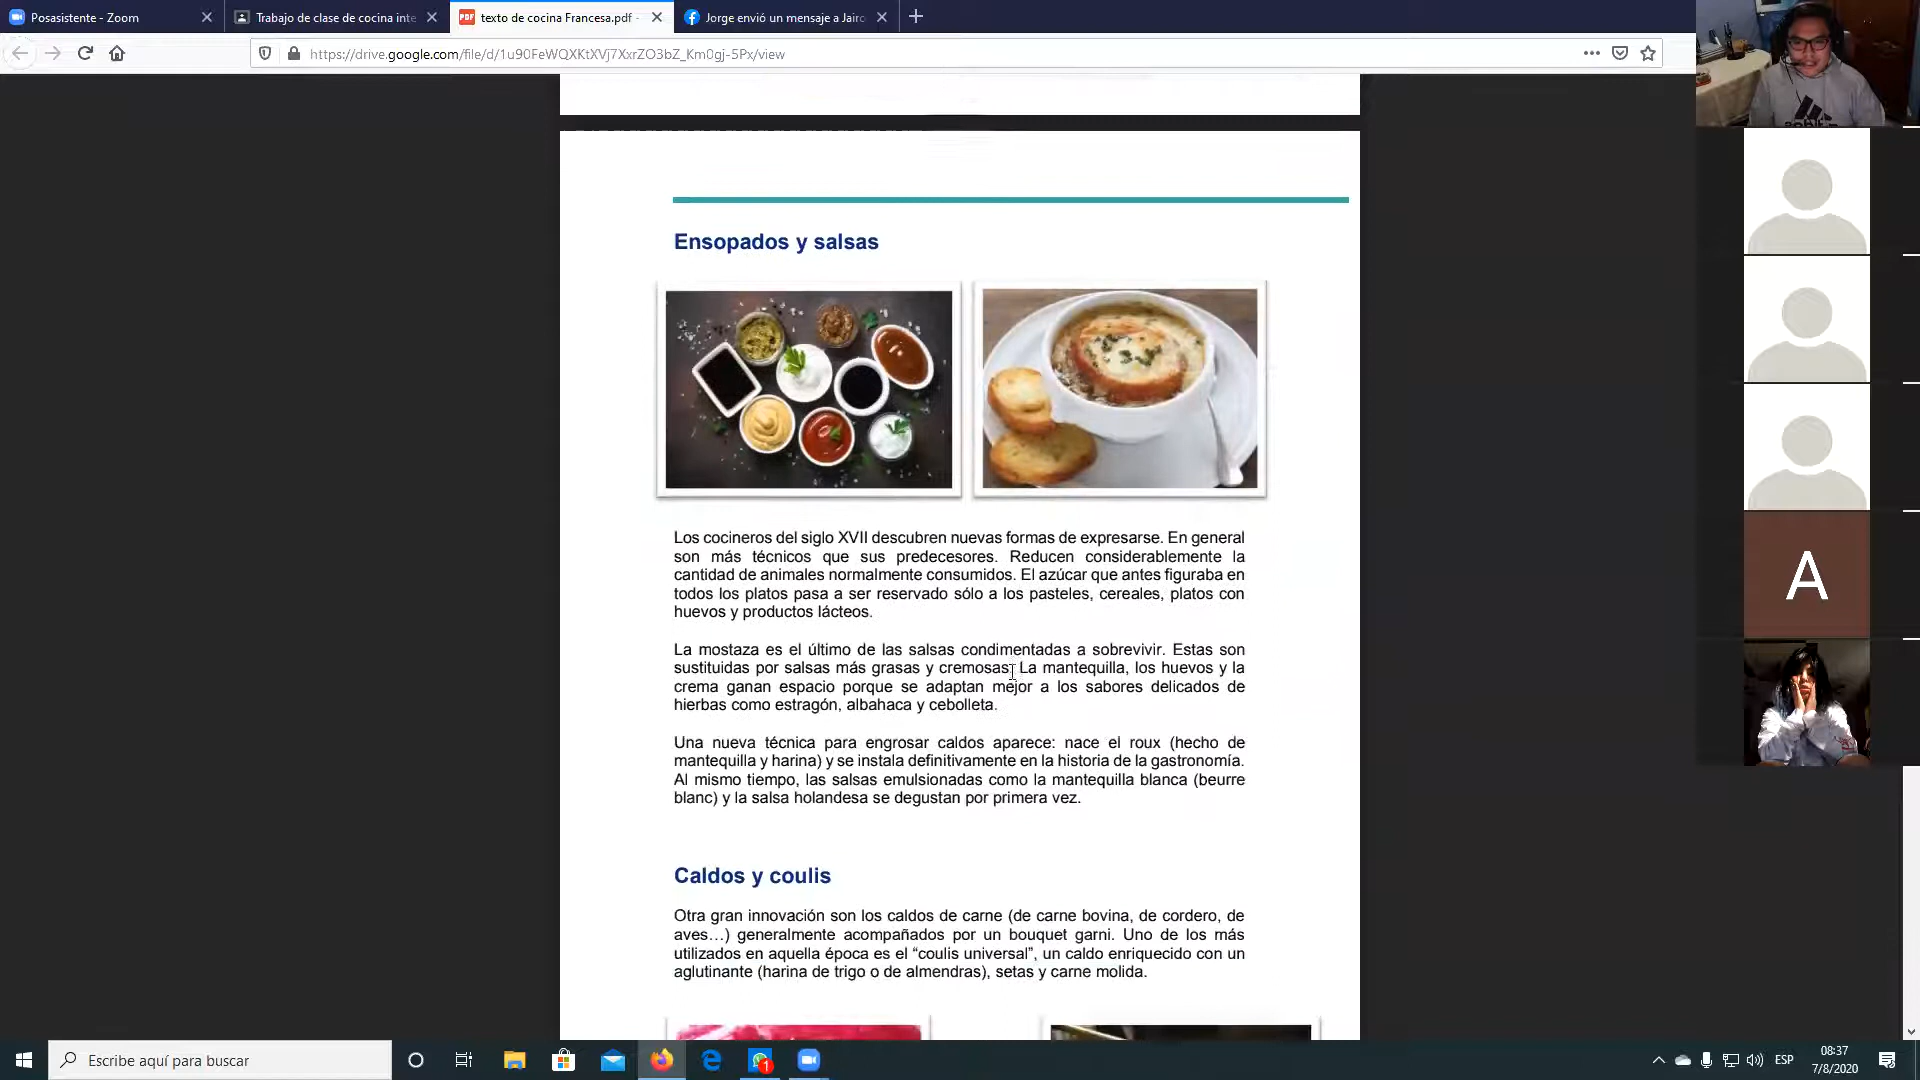 Posasistente - Zoom
Trabajo de clase de cocina inte
texto de cocina Francesa.pdf -
Jorge envió un mensaje a Jairo
https://drive.google.com/file/d/1u90FeWQXKtXVj7XxrZO3bZ_Km0gj-5Px/view
Ensopados y salsas
Los cocineros del siglo XVII descubren nuevas formas de expresarse. En general
son más técnicos que sus predecesores. Reducen considerablemente la
cantidad de animales normalmente consumidos. El azúcar que antes figuraba en
todos los platos pasa a ser reservado sólo a los pasteles, cereales, platos con
huevos y productos lácteos.
La mostaza es el último de las salsas condimentadas a sobrevivir. Estas son
sustituidas por salsas más grasas y cremosas. La mantequilla, los huevos y la
crema ganan espacio porque se adaptan mejor a los sabores delicados de
hierbas como estragón, albahaca y cebolleta.
Una nueva técnica para engrosar caldos aparece: nace el roux (hecho de
mantequilla y harina) y se instala definitivamente en la historia de la gastronomía.
Al mismo tiempo, las salsas emulsionadas como la mantequilla blanca (beurre
blanc) y la salsa holandesa se degustan por primera vez.
Caldos y coulis
Otra gran innovación son los caldos de carne (de carne bovina, de cordero, de
aves…) generalmente acompañados por un bouquet garni. Uno de los más
utilizados en aquella época es el “coulis universal”, un caldo enriquecido con un
aglutinante (harina de trigo o de almendras), setas y carne molida.
A
Escribe aquí para buscar
1
ESP
08:37
7/8/2020